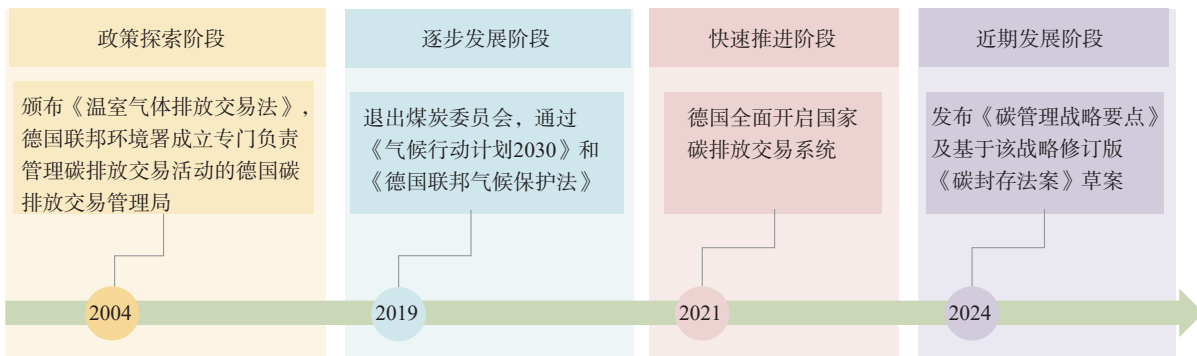 政策探索阶段
颁布《温室气体排放交易法》，
德国联邦环境署成立专门负责
管理碳排放交易活动的德国碳
排放交易管理局
2004
逐步发展阶段
退出煤炭委员会，通过
《气候行动计划2030》和
《德国联邦气候保护法》
2019
快速推进阶段
德国全面开启国家
碳排放交易系统
2021
近期发展阶段
发布《碳管理战略要点》
及基于该战略修订版
《碳封存法案》草案
2024